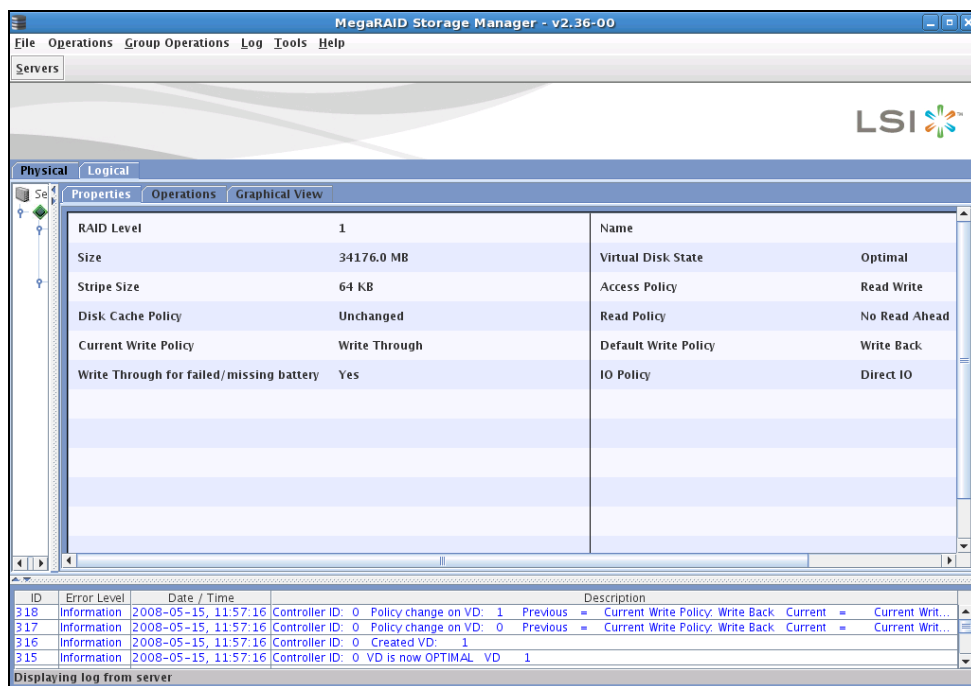 MegaRAID Storage Manager - v2.36-00
File Operations Group Operations Log Tools Help
Servers
LSI
Physical Logical
Se
Properties Operations Graphical View
RAID Level 1 Name
Size 34176.0 MB Virtual Disk State Optimal
Stripe Size 64 KB Access Policy Read Write
Disk Cache Policy Unchanged Read Policy No Read Ahead
Current Write Policy Write Through Default Write Policy Write Back
Write Through for failed/missing battery Yes IO Policy Direct IO
ID Error Level Date / Time Description
318 Information 2008-05-15, 11:57:16 Controller ID: 0 Policy change on VD: 1 Previous = Current Write Policy: Write Back Current = Current Writ...
317 Information 2008-05-15, 11:57:16 Controller ID: 0 Policy change on VD: 0 Previous = Current Write Policy: Write Back Current = Current Writ...
316 Information 2008-05-15, 11:57:16 Controller ID: 0 Created VD: 1
315 Information 2008-05-15, 11:57:16 Controller ID: 0 VD is now OPTIMAL VD 1
Displaying log from server